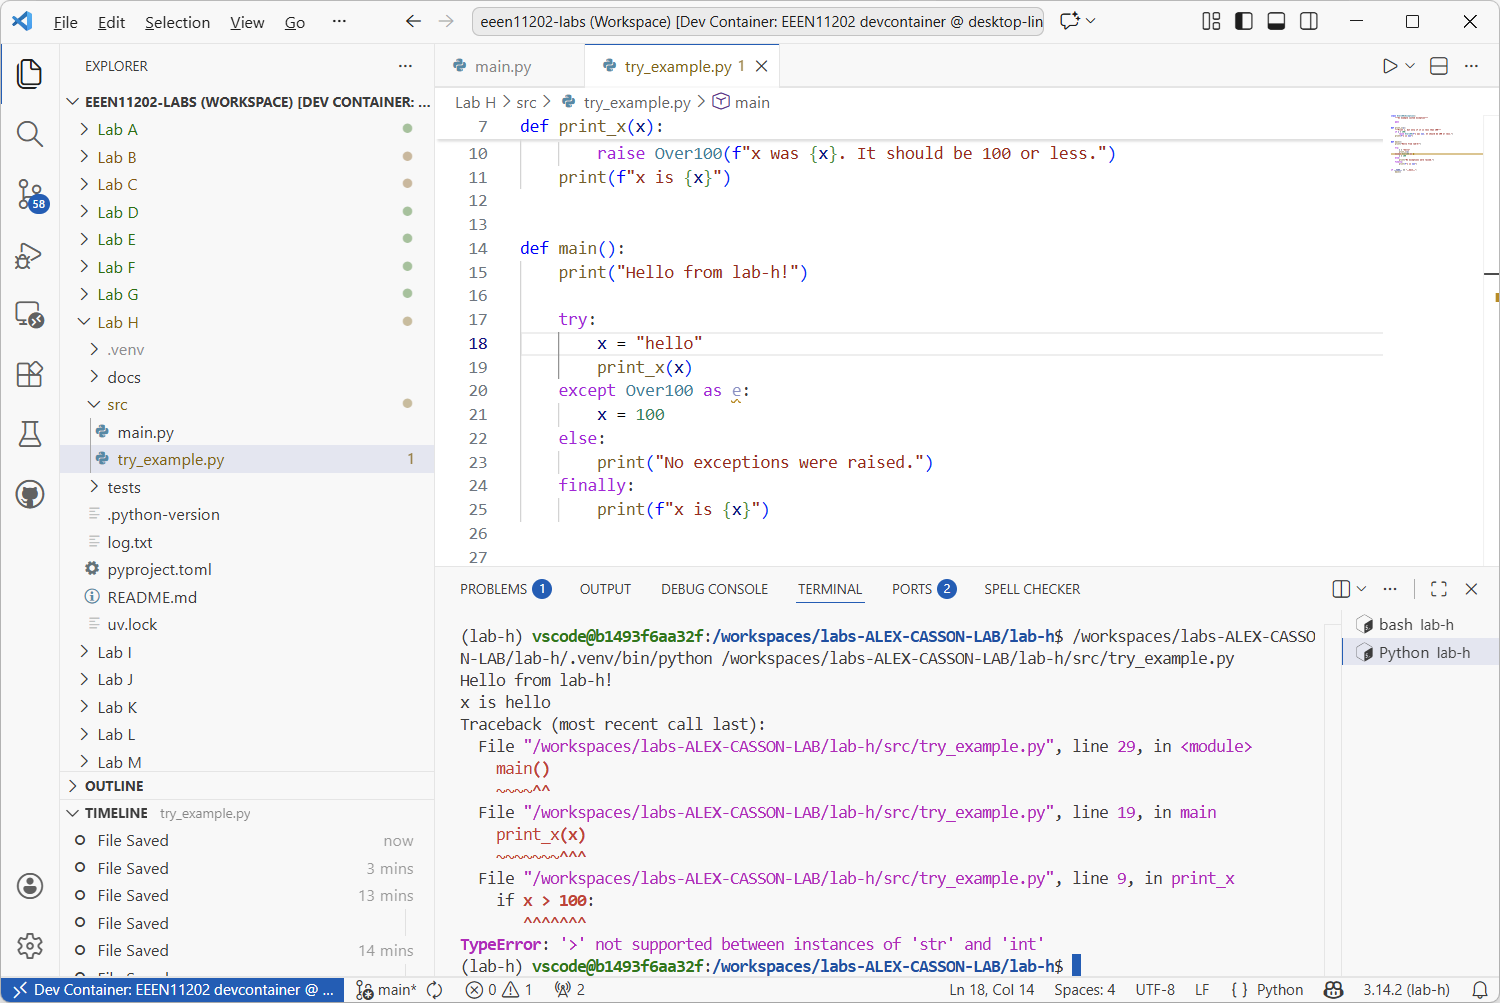 File Edit Selection View Go ··· eeen11202-labs (Workspace) [Dev Container: EEEN11202 devcontainer @ desktop-lin
EXPLORER ···
EEEN11202-LABS (WORKSPACE) [DEV CONTAINER: ...
Lab A
Lab B
Lab C
Lab D
Lab E
Lab F
Lab G
Lab H
.venv
docs
src
main.py
try_example.py 1
tests
.python-version
log.txt
pyproject.toml
README.md
uv.lock
Lab I
Lab J
Lab K
Lab L
Lab M
OUTLINE
TIMELINE try_example.py
File Saved now
File Saved 3 mins
File Saved 13 mins
File Saved
File Saved 14 mins
58
main.py try_example.py 1
Lab H > src > try_example.py > main
7 def print_x(x):
10 raise Over100(f"x was {x}. It should be 100 or less.")
11 print(f"x is {x}")
12
13
14 def main():
15 print("Hello from lab-h!")
16
17 try:
18 x = "hello"
19 print_x(x)
20 except Over100 as e:
21 x = 100
22 else:
23 print("No exceptions were raised.")
24 finally:
25 print(f"x is {x}")
26
27
PROBLEMS 1 OUTPUT DEBUG CONSOLE TERMINAL PORTS 2 SPELL CHECKER
(lab-h) vscode@b1493f6aa32f:/workspaces/labs-ALEX-CASSON-LAB/lab-h$ /workspaces/labs-ALEX-CASSO
N-LAB/lab-h/.venv/bin/python /workspaces/labs-ALEX-CASSON-LAB/lab-h/src/try_example.py
Hello from lab-h!
x is hello
Traceback (most recent call last):
File "/workspaces/labs-ALEX-CASSON-LAB/lab-h/src/try_example.py", line 29, in <module>
main()
~~~~^^
File "/workspaces/labs-ALEX-CASSON-LAB/lab-h/src/try_example.py", line 19, in main
print_x(x)
~~~~~~~^^^
File "/workspaces/labs-ALEX-CASSON-LAB/lab-h/src/try_example.py", line 9, in print_x
if x > 100:
^^^^^^^
TypeError: '>' not supported between instances of 'str' and 'int'
(lab-h) vscode@b1493f6aa32f:/workspaces/labs-ALEX-CASSON-LAB/lab-h$
bash lab-h
Python lab-h
Dev Container: EEEN11202 devcontainer @ ... main* 0 1 2 Ln 18, Col 14 Spaces: 4 UTF-8 LF { } Python 3.14.2 (lab-h)